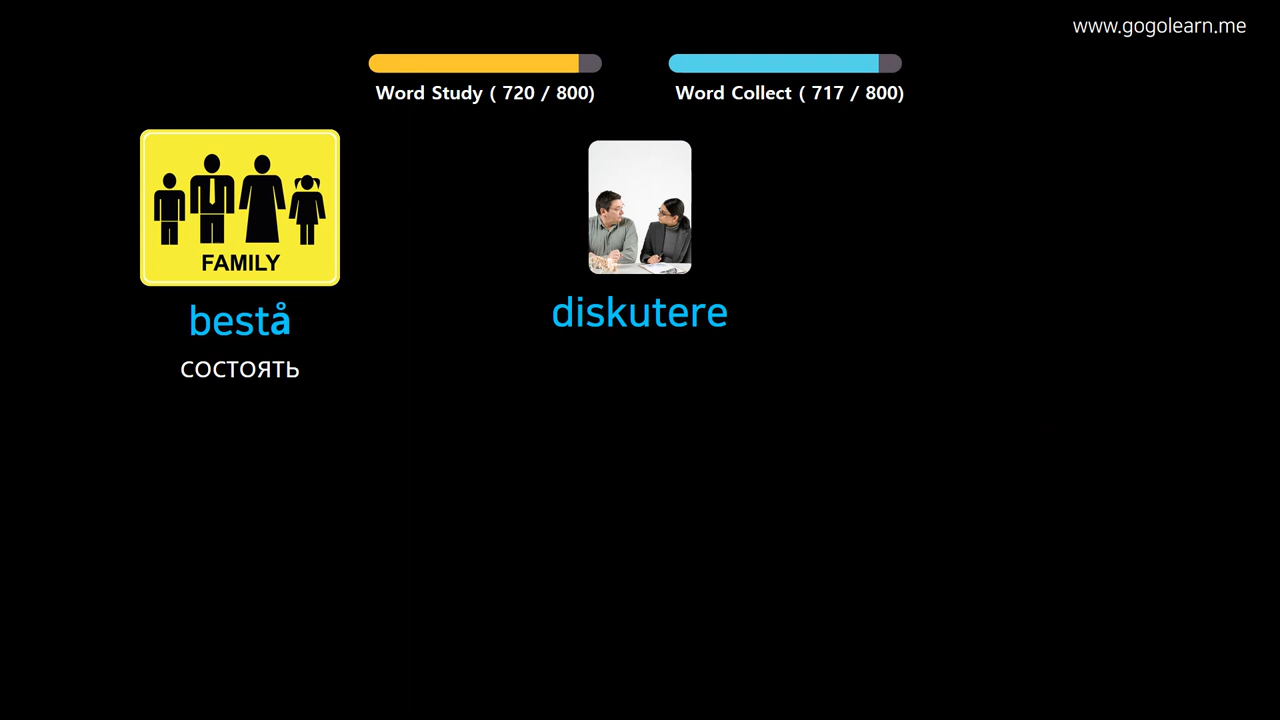 www.gogolearn.me
Word Study ( 720 / 800)
Word Collect ( 717 / 800)
FAMILY
bestå
состоять
diskutere